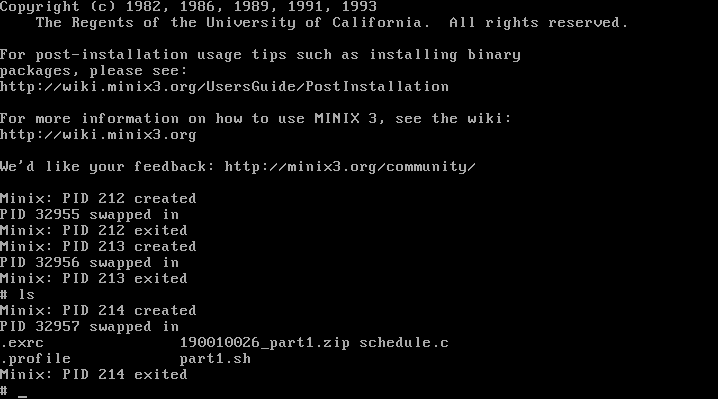 Copyright (c) 1982, 1986, 1989, 1991, 1993
The Regents of the University of California.  All rights reserved.
For post-installation usage tips such as installing binary
packages, please see:
http://wiki.minix3.org/UsersGuide/PostInstallation
For more information on how to use MINIX 3, see the wiki:
http://wiki.minix3.org
We'd like your feedback: http://minix3.org/community/
Minix: PID 212 created
PID 32955 swapped in
Minix: PID 212 exited
Minix: PID 213 created
PID 32956 swapped in
Minix: PID 213 exited
# ls
Minix: PID 214 created
PID 32957 swapped in
.exrc 190010026_part1.zip schedule.c
.profile part1.sh
Minix: PID 214 exited
# _